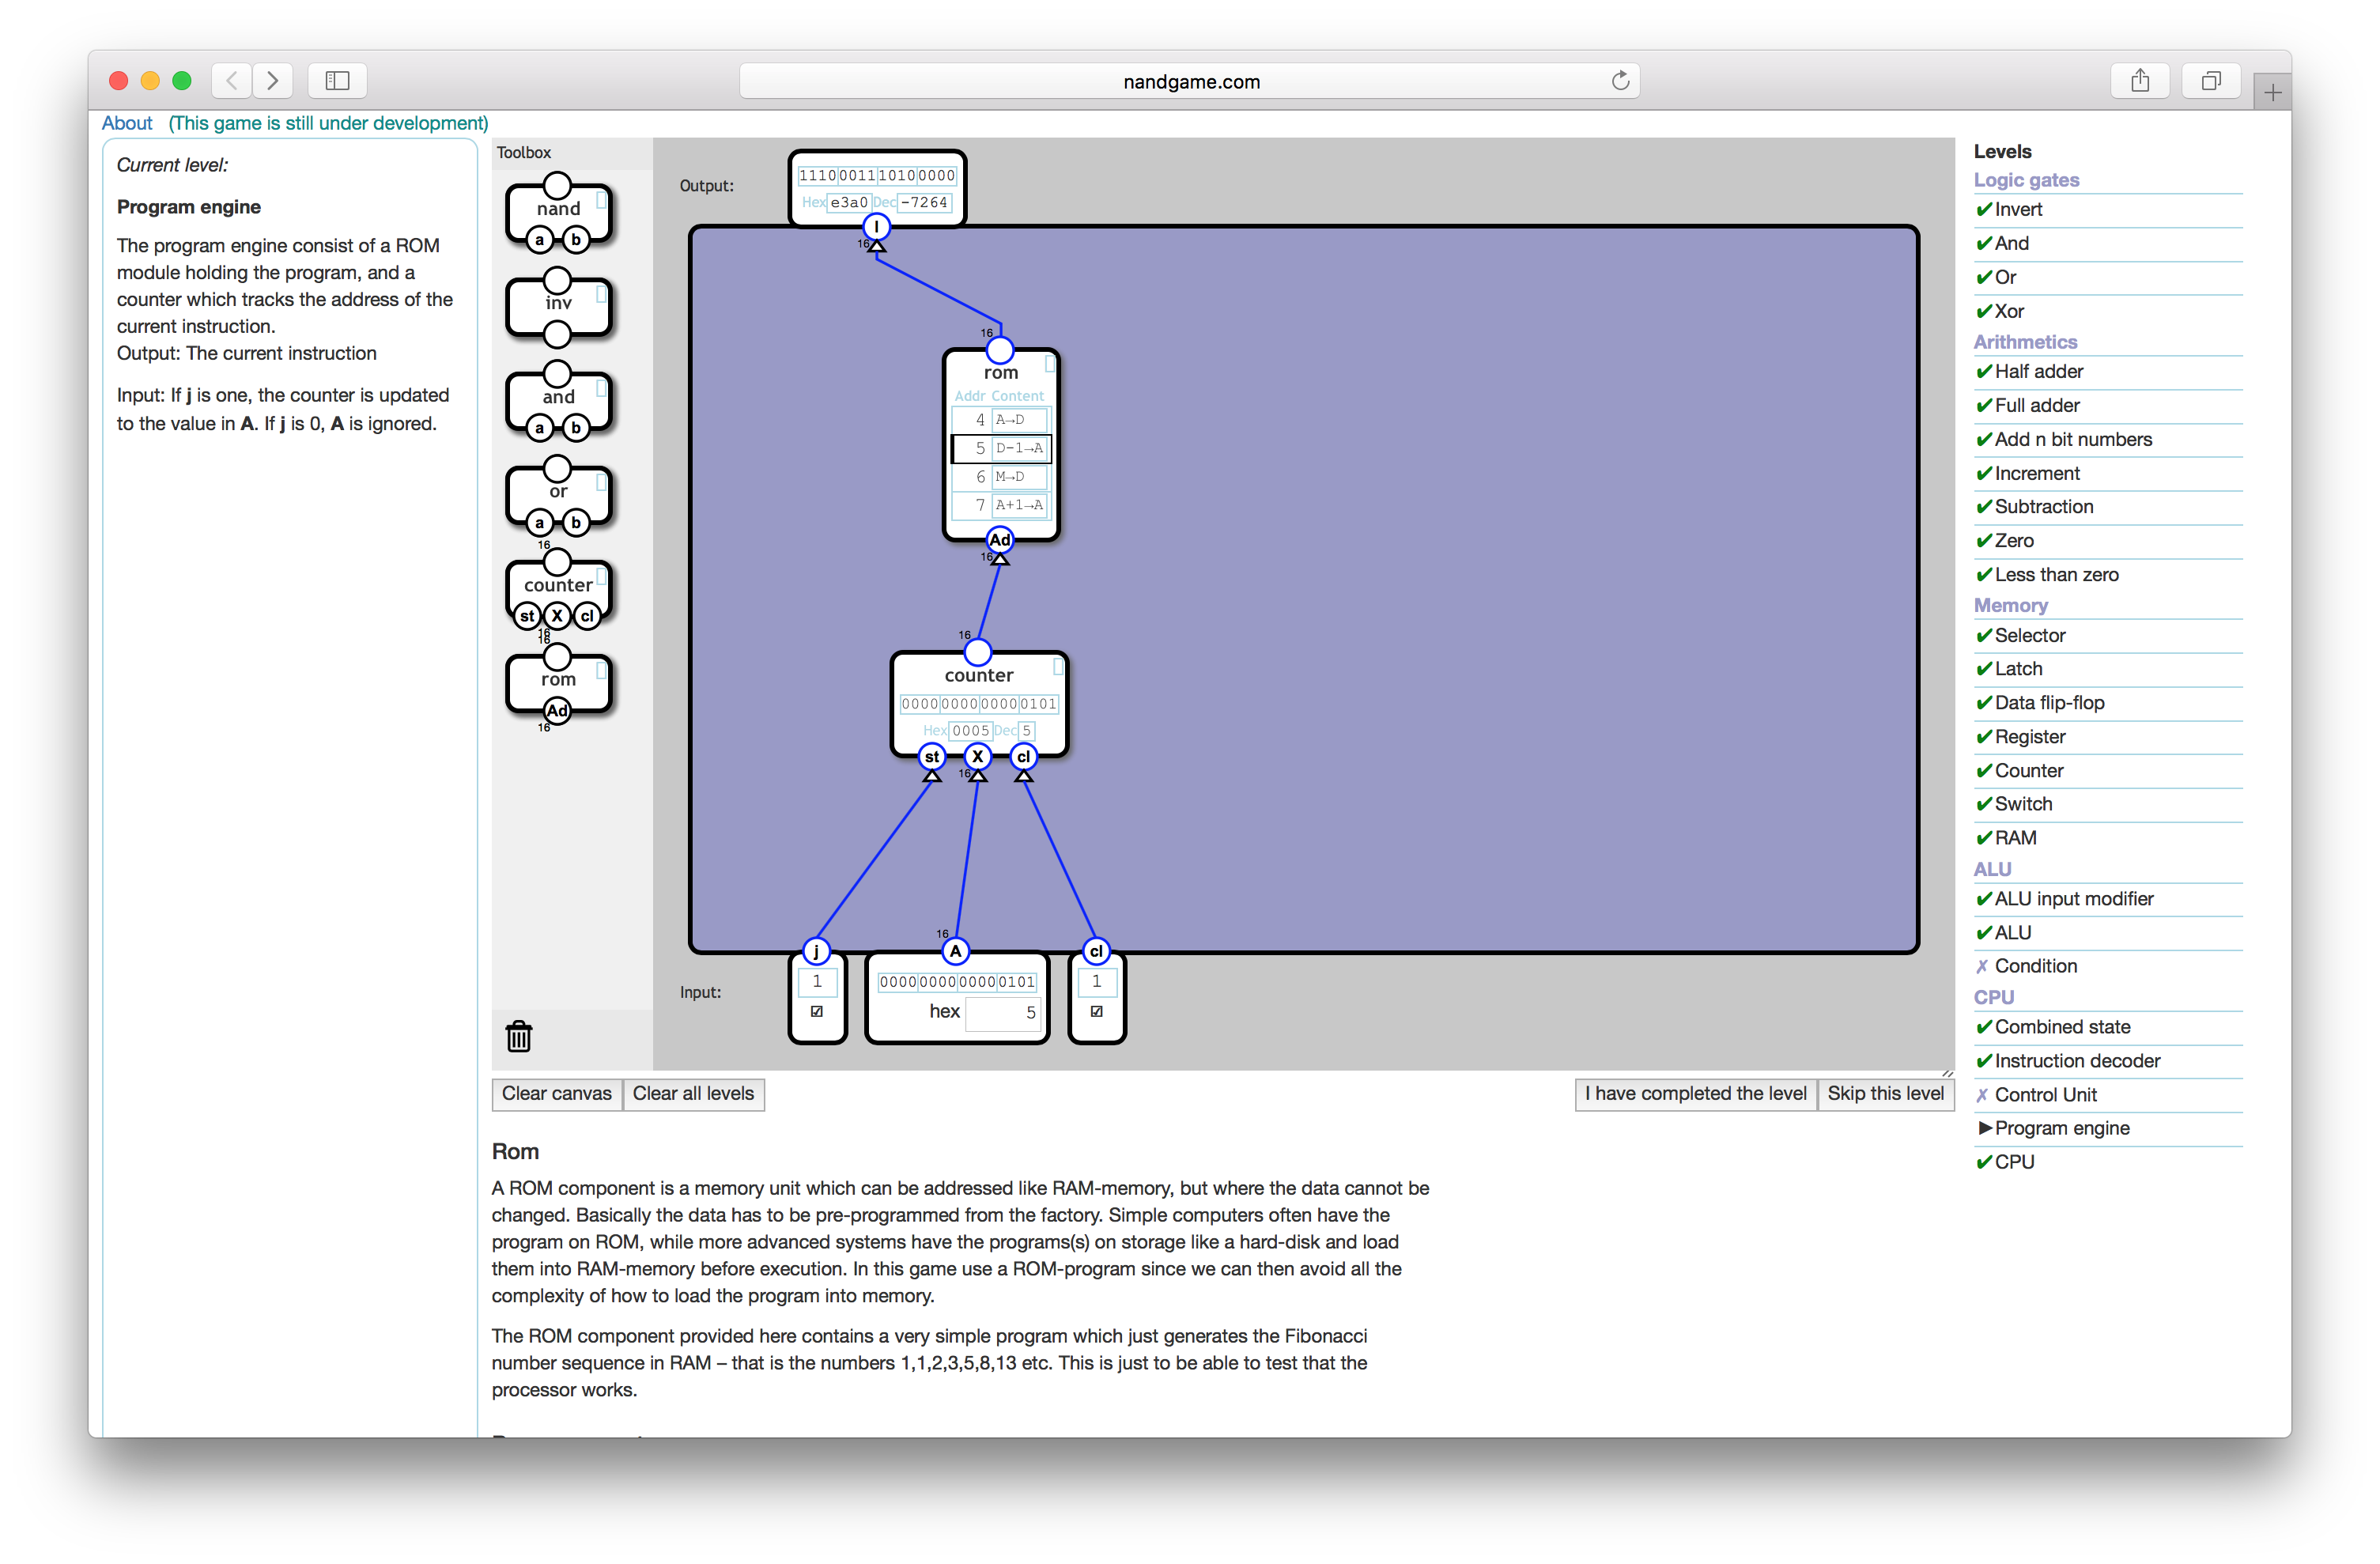 nandgame.com
About (This game is still under development)
Current level:
Program engine
The program engine consist of a ROM
module holding the program, and a
counter which tracks the address of the
current instruction.
Output: The current instruction
Input: If j is one, the counter is updated
to the value in A. If j is 0, A is ignored.
Toolbox
nand
a b
inv
and
a b
or
a b
16
counter
st X cl
16
16
rom
Ad
16
Output:
1110 0011 1010 0000
Hex e3a0 Dec -7264
I
16
16
rom
Addr Content
4 A→D
5 D-1→A
6 M→D
7 A+1→A
Ad
16
16
counter
0000 0000 0000 0101
Hex 0005 Dec 5
st X cl
16
16
j A cl
Input:
1
0000 0000 0000 0101
hex 5
1
Clear canvas
Clear all levels
I have completed the level
Skip this level
Rom
A ROM component is a memory unit which can be addressed like RAM-memory, but where the data cannot be
changed. Basically the data has to be pre-programmed from the factory. Simple computers often have the
program on ROM, while more advanced systems have the programs(s) on storage like a hard-disk and load
them into RAM-memory before execution. In this game use a ROM-program since we can then avoid all the
complexity of how to load the program into memory.
The ROM component provided here contains a very simple program which just generates the Fibonacci
number sequence in RAM – that is the numbers 1,1,2,3,5,8,13 etc. This is just to be able to test that the
processor works.
Levels
Logic gates
✔Invert
✔And
✔Or
✔Xor
Arithmetics
✔Half adder
✔Full adder
✔Add n bit numbers
✔Increment
✔Subtraction
✔Zero
✔Less than zero
Memory
✔Selector
✔Latch
✔Data flip-flop
✔Register
✔Counter
✔Switch
✔RAM
ALU
✔ALU input modifier
✔ALU
✗ Condition
CPU
✔Combined state
✔Instruction decoder
✗ Control Unit
▶Program engine
✔CPU